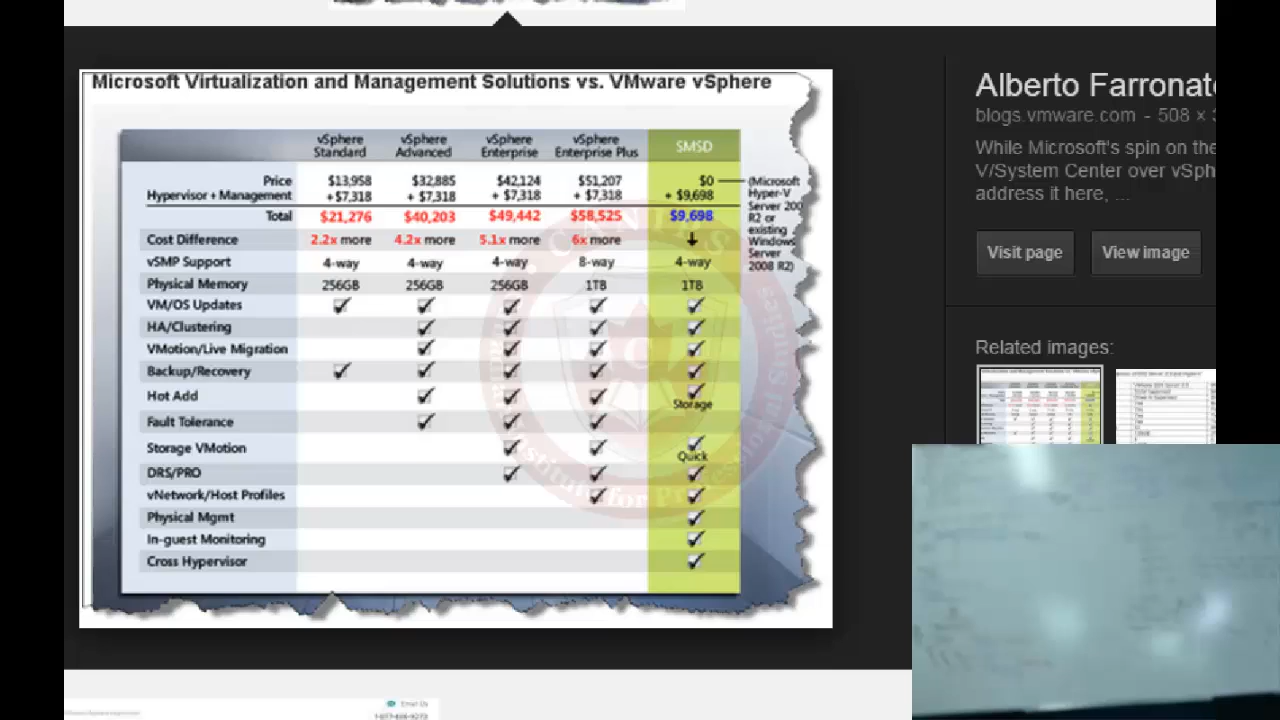 Microsoft Virtualization and Management Solutions vs. VMware vSphere
vSphere Standard vSphere Advanced vSphere Enterprise vSphere Enterprise Plus SMSD
Price $13,958 $32,885 $42,124 $51,207 $0
Hypervisor + Management + $7,318 + $7,318 + $7,318 + $7,318 + $9,698
Total $21,276 $40,203 $49,442 $58,525 $9,698
(Microsoft
Hyper-V
Server 200
R2 or
existing
Windows
Server
2008 R2)
Cost Difference 2.2x more 4.2x more 5.1x more 6x more
vSMP Support 4-way 4-way 4-way 8-way 4-way
Physical Memory 256GB 256GB 256GB 1TB 1TB
VM/OS Updates
HA/Clustering
VMotion/Live Migration
Backup/Recovery
Hot Add Storage
Fault Tolerance
Storage VMotion Quick
DRS/PRO
vNetwork/Host Profiles
Physical Mgmt
In-guest Monitoring
Cross Hypervisor
Alberto Farronato
blogs.vmware.com - 508 ×
While Microsoft's spin on the
V/System Center over vSph
address it here, ...
Visit page View image
Related images:
Email Us